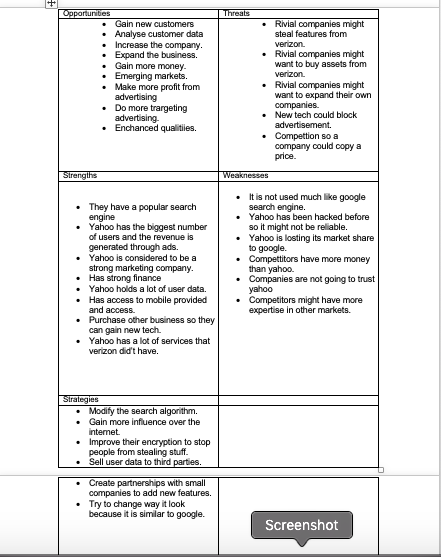 Opportunities
Gain new customers
Analyse customer data
Increase the company.
Expand the business.
Gain more money.
Emerging markets.
Make more profit from
advertising
Do more trargeting
advertising.
Enchanced qualitiies.
Threats
Rivial companies might
steal features from
verizon.
Rivial companies might
want to buy assets from
verizon.
Rivial companies might
want to expand their own
companies.
New tech could block
advertisement.
Competition so a
company could copy a
price.
Strengths
They have a popular search
engine
Yahoo has the biggest number
of users and the revenue is
generated through ads.
Yahoo is considered to be a
strong marketing company.
Has strong finance
Yahoo holds a lot of user data.
Has access to mobile provided
and access.
Purchase other business so they
can gain new tech.
Yahoo has a lot of services that
verizon did't have.
Weaknesses
It is not used much like google
search engine.
Yahoo has been hacked before
so it might not be reliable.
Yahoo is losing its market share
to google.
Compettitors have more money
than yahoo.
Companies are not going to trust
yahoo
Competitors might have more
expertise in other markets.
Strategies
Modify the search algorithm.
Gain more influence over the
internet.
Improve their encryption to stop
people from stealing stuff.
Sell user data to third parties.
Create partnerships with small
companies to add new features.
Try to change way it look
because it is similar to google.
Screenshot